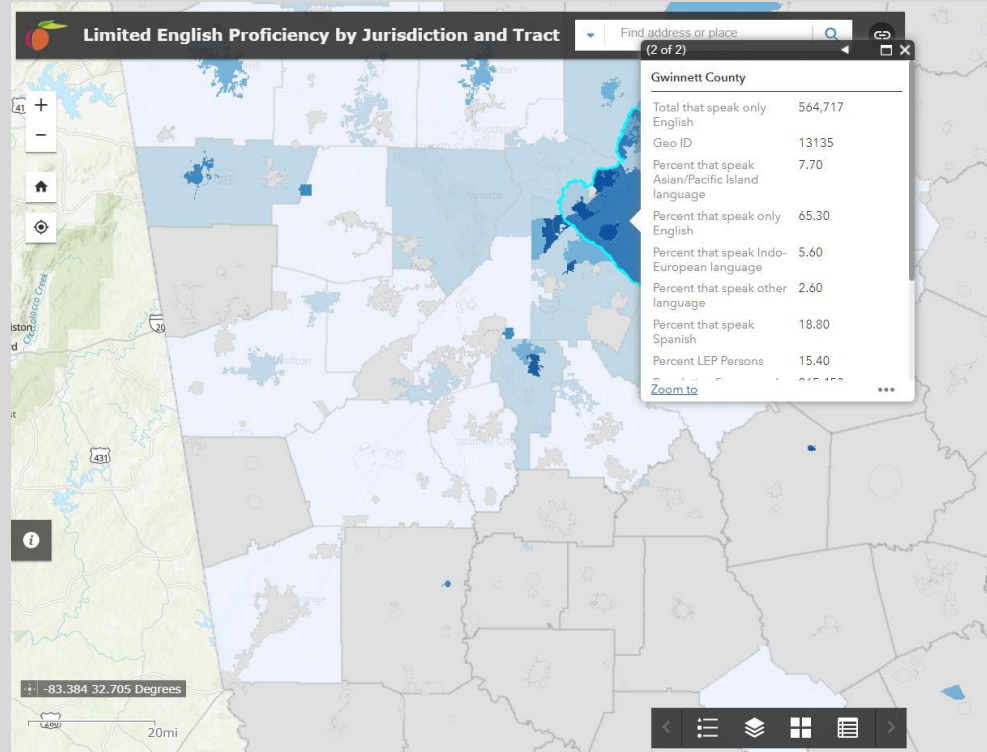 Limited English Proficiency by Jurisdiction and Tract
Find address or place
(2 of 2)
Gwinnett County
Total that speak only English 564,717
Geo ID 13135
Percent that speak Asian/Pacific Island language 7.70
Percent that speak only English 65.30
Percent that speak Indo-European language 5.60
Percent that speak other language 2.60
Percent that speak Spanish 18.80
Percent LEP Persons 15.40
Zoom to
41
+
−
Marietta
20
431
-83.384 32.705 Degrees
20mi